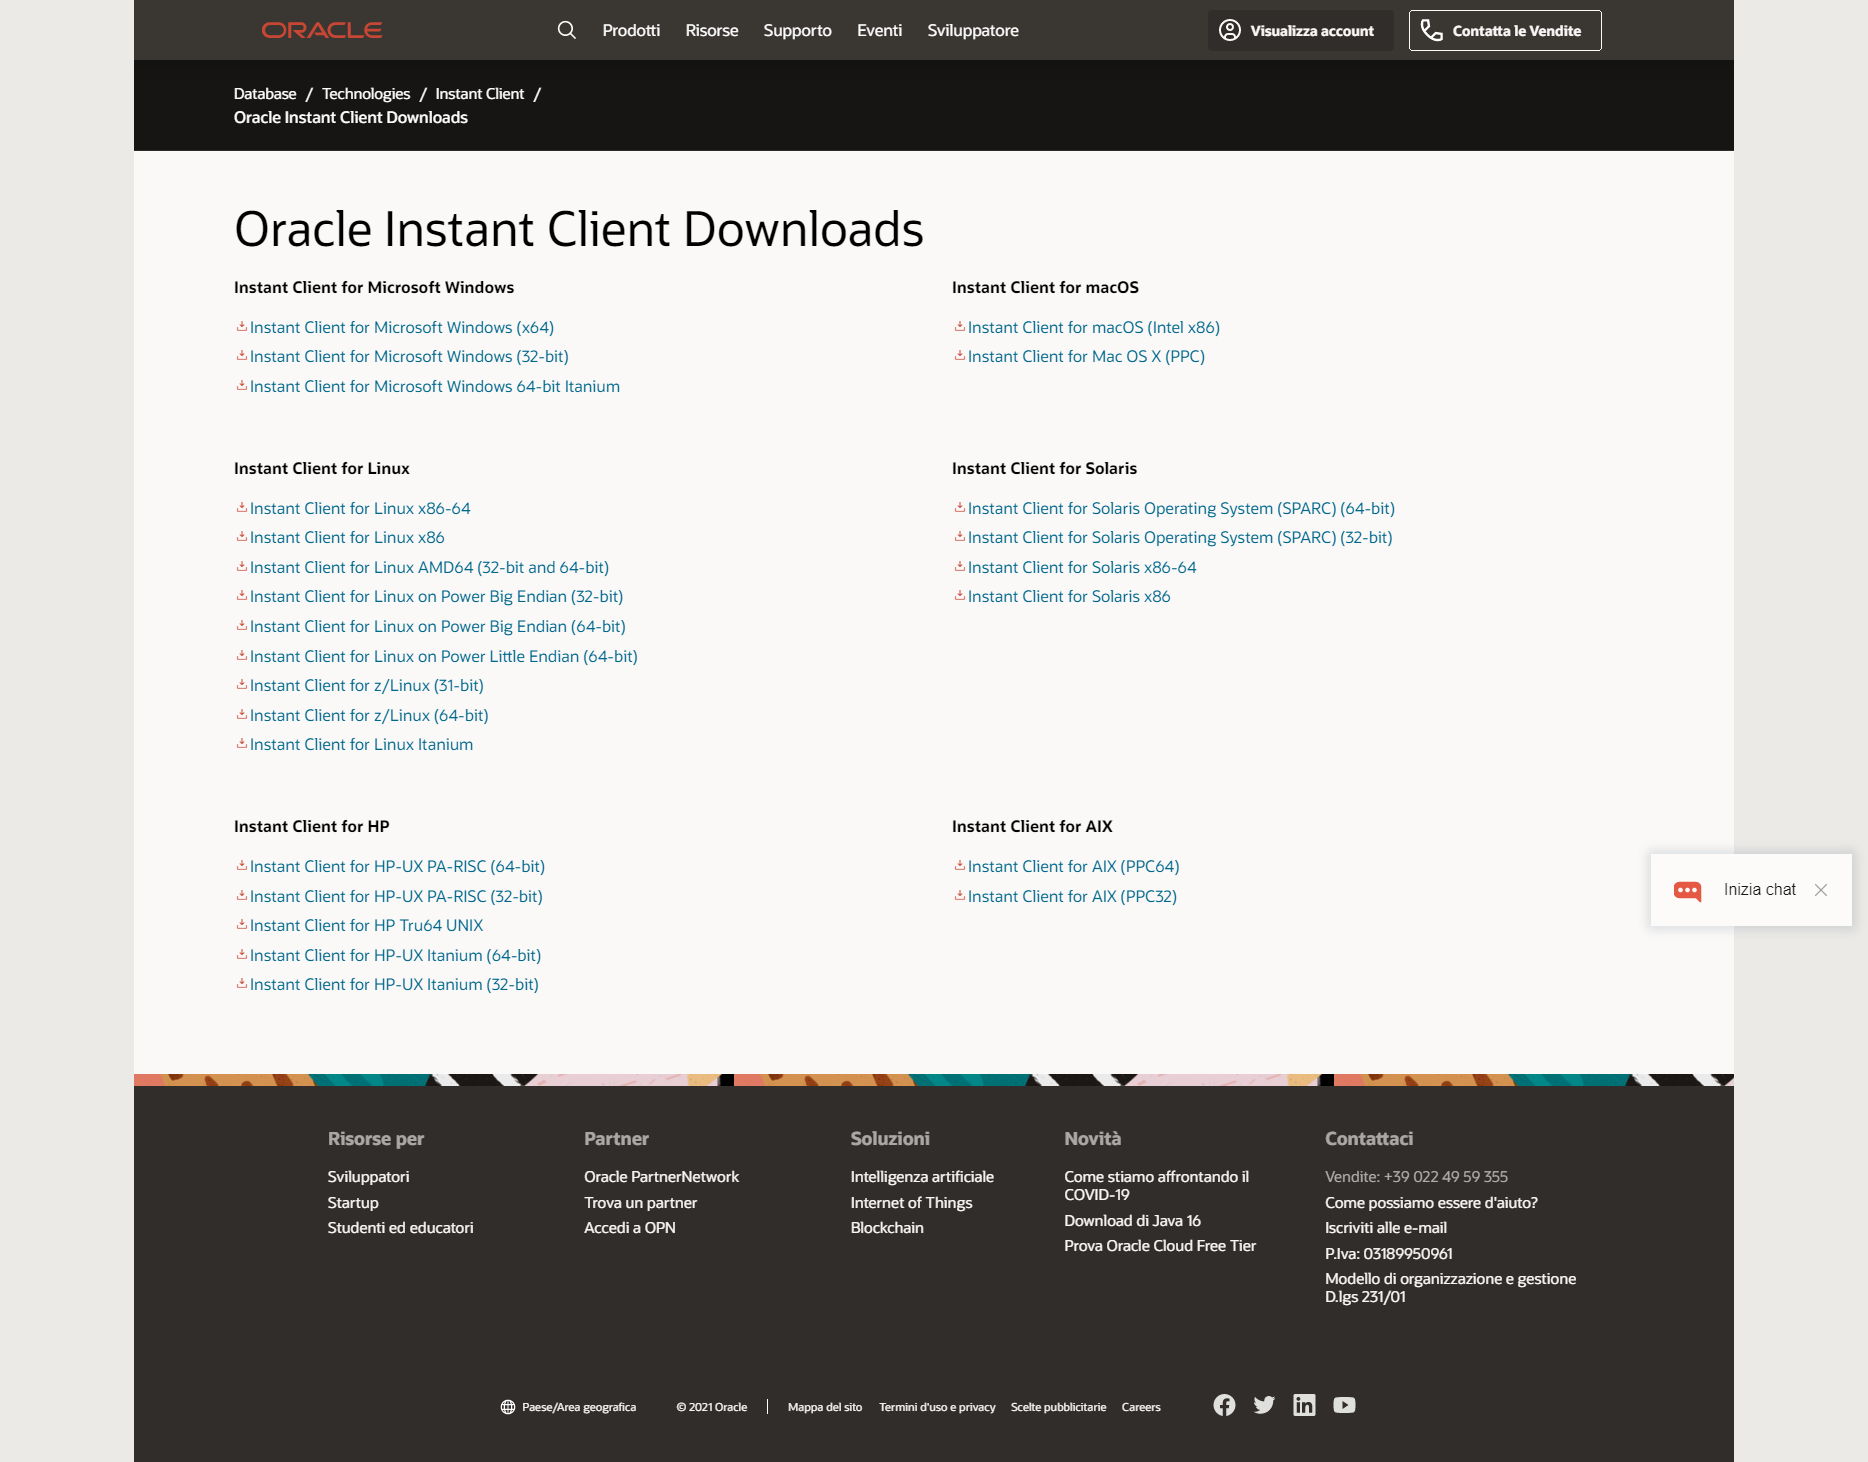 ORACLE
Prodotti
Risorse
Supporto
Eventi
Sviluppatore
Visualizza account
Contatta le Vendite
Database / Technologies / Instant Client /
Oracle Instant Client Downloads
Oracle Instant Client Downloads
Instant Client for Microsoft Windows
Instant Client for Microsoft Windows (x64)
Instant Client for Microsoft Windows (32-bit)
Instant Client for Microsoft Windows 64-bit Itanium
Instant Client for macOS
Instant Client for macOS (Intel x86)
Instant Client for Mac OS X (PPC)
Instant Client for Linux
Instant Client for Linux x86-64
Instant Client for Linux x86
Instant Client for Linux AMD64 (32-bit and 64-bit)
Instant Client for Linux on Power Big Endian (32-bit)
Instant Client for Linux on Power Big Endian (64-bit)
Instant Client for Linux on Power Little Endian (64-bit)
Instant Client for z/Linux (31-bit)
Instant Client for z/Linux (64-bit)
Instant Client for Linux Itanium
Instant Client for Solaris
Instant Client for Solaris Operating System (SPARC) (64-bit)
Instant Client for Solaris Operating System (SPARC) (32-bit)
Instant Client for Solaris x86-64
Instant Client for Solaris x86
Instant Client for HP
Instant Client for HP-UX PA-RISC (64-bit)
Instant Client for HP-UX PA-RISC (32-bit)
Instant Client for HP Tru64 UNIX
Instant Client for HP-UX Itanium (64-bit)
Instant Client for HP-UX Itanium (32-bit)
Instant Client for AIX
Instant Client for AIX (PPC64)
Instant Client for AIX (PPC32)
Inizia chat
Risorse per
Sviluppatori
Startup
Studenti ed educatori
Partner
Oracle PartnerNetwork
Trova un partner
Accedi a OPN
Soluzioni
Intelligenza artificiale
Internet of Things
Blockchain
Novità
Come stiamo affrontando il
COVID-19
Download di Java 16
Prova Oracle Cloud Free Tier
Contattaci
Vendite: +39 022 49 59 355
Come possiamo essere d'aiuto?
Iscriviti alle e-mail
P.Iva: 03189950961
Modello di organizzazione e gestione
D.lgs 231/01
Paese/Area geografica
© 2021 Oracle
Mappa del sito
Termini d'uso e privacy
Scelte pubblicitarie
Careers